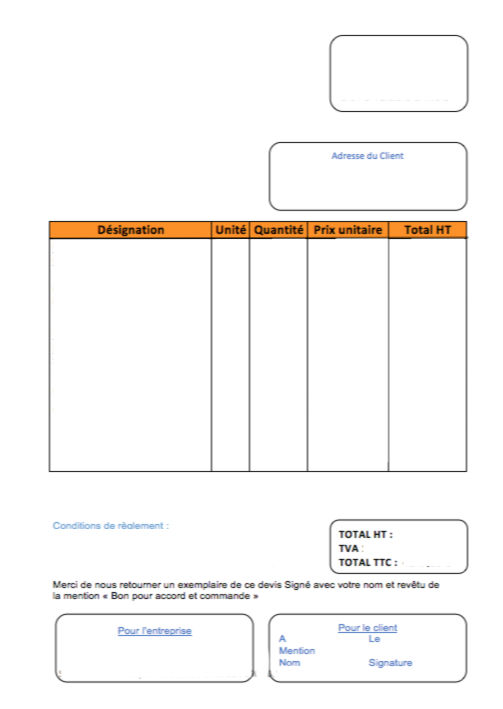 Adresse du Client
Désignation Unité Quantité Prix unitaire Total HT
Conditions de règlement :
TOTAL HT :
TVA :
TOTAL TTC :
Merci de nous retourner un exemplaire de ce devis Signé avec votre nom et revêtu de
la mention « Bon pour accord et commande »
Pour l'entreprise
Pour le client
A Le
Mention
Nom Signature